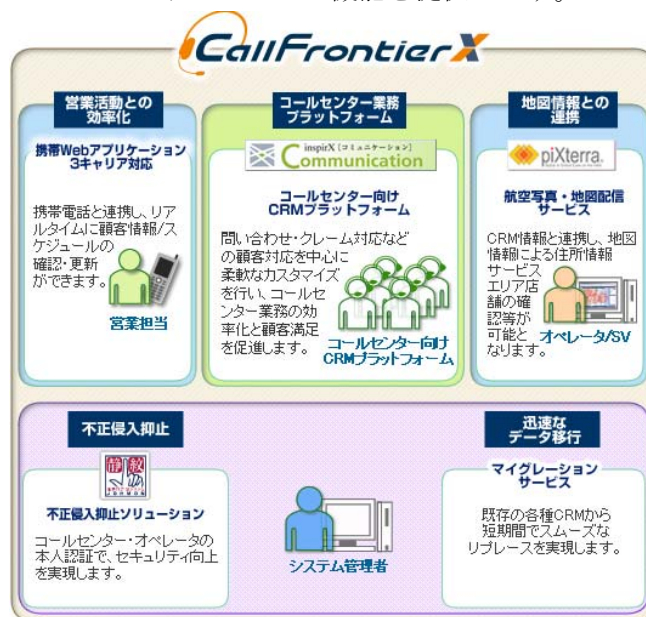 CallFrontierX
営業活動との
効率化
携帯Webアプリケーション
3キャリア対応
携帯電話と連携し、リア
ルタイムに顧客情報/ス
ケジュールの
確認・更新
ができます。
営業担当
コールセンター業務
プラットフォーム
inspirX [コミュニケーション]
Communication
コールセンター向け
CRMプラットフォーム
問い合わせ・クレーム対応など
の顧客対応を中心に
柔軟なカスタマイズ
を行い、コールセ
ンター業務の効
率化と顧客満足
を促進します。
コールセンター向け
CRMプラットフォーム
地図情報との
連携
piXterra.
航空写真・地図配信
サービス
CRM情報と連携し、地図
情報による住所情報
サービス
エリア店
舗の確
認等が
可能と
なります。
オペレータ/SV
不正侵入抑止
静紋
不正侵入抑止ソリューション
コールセンター・オペレータの
本人認証で、セキュリティ向上
を実現します。
システム管理者
迅速な
データ移行
マイグレーション
サービス
既存の各種CRMから
短期間でスムーズな
リプレースを実現します。